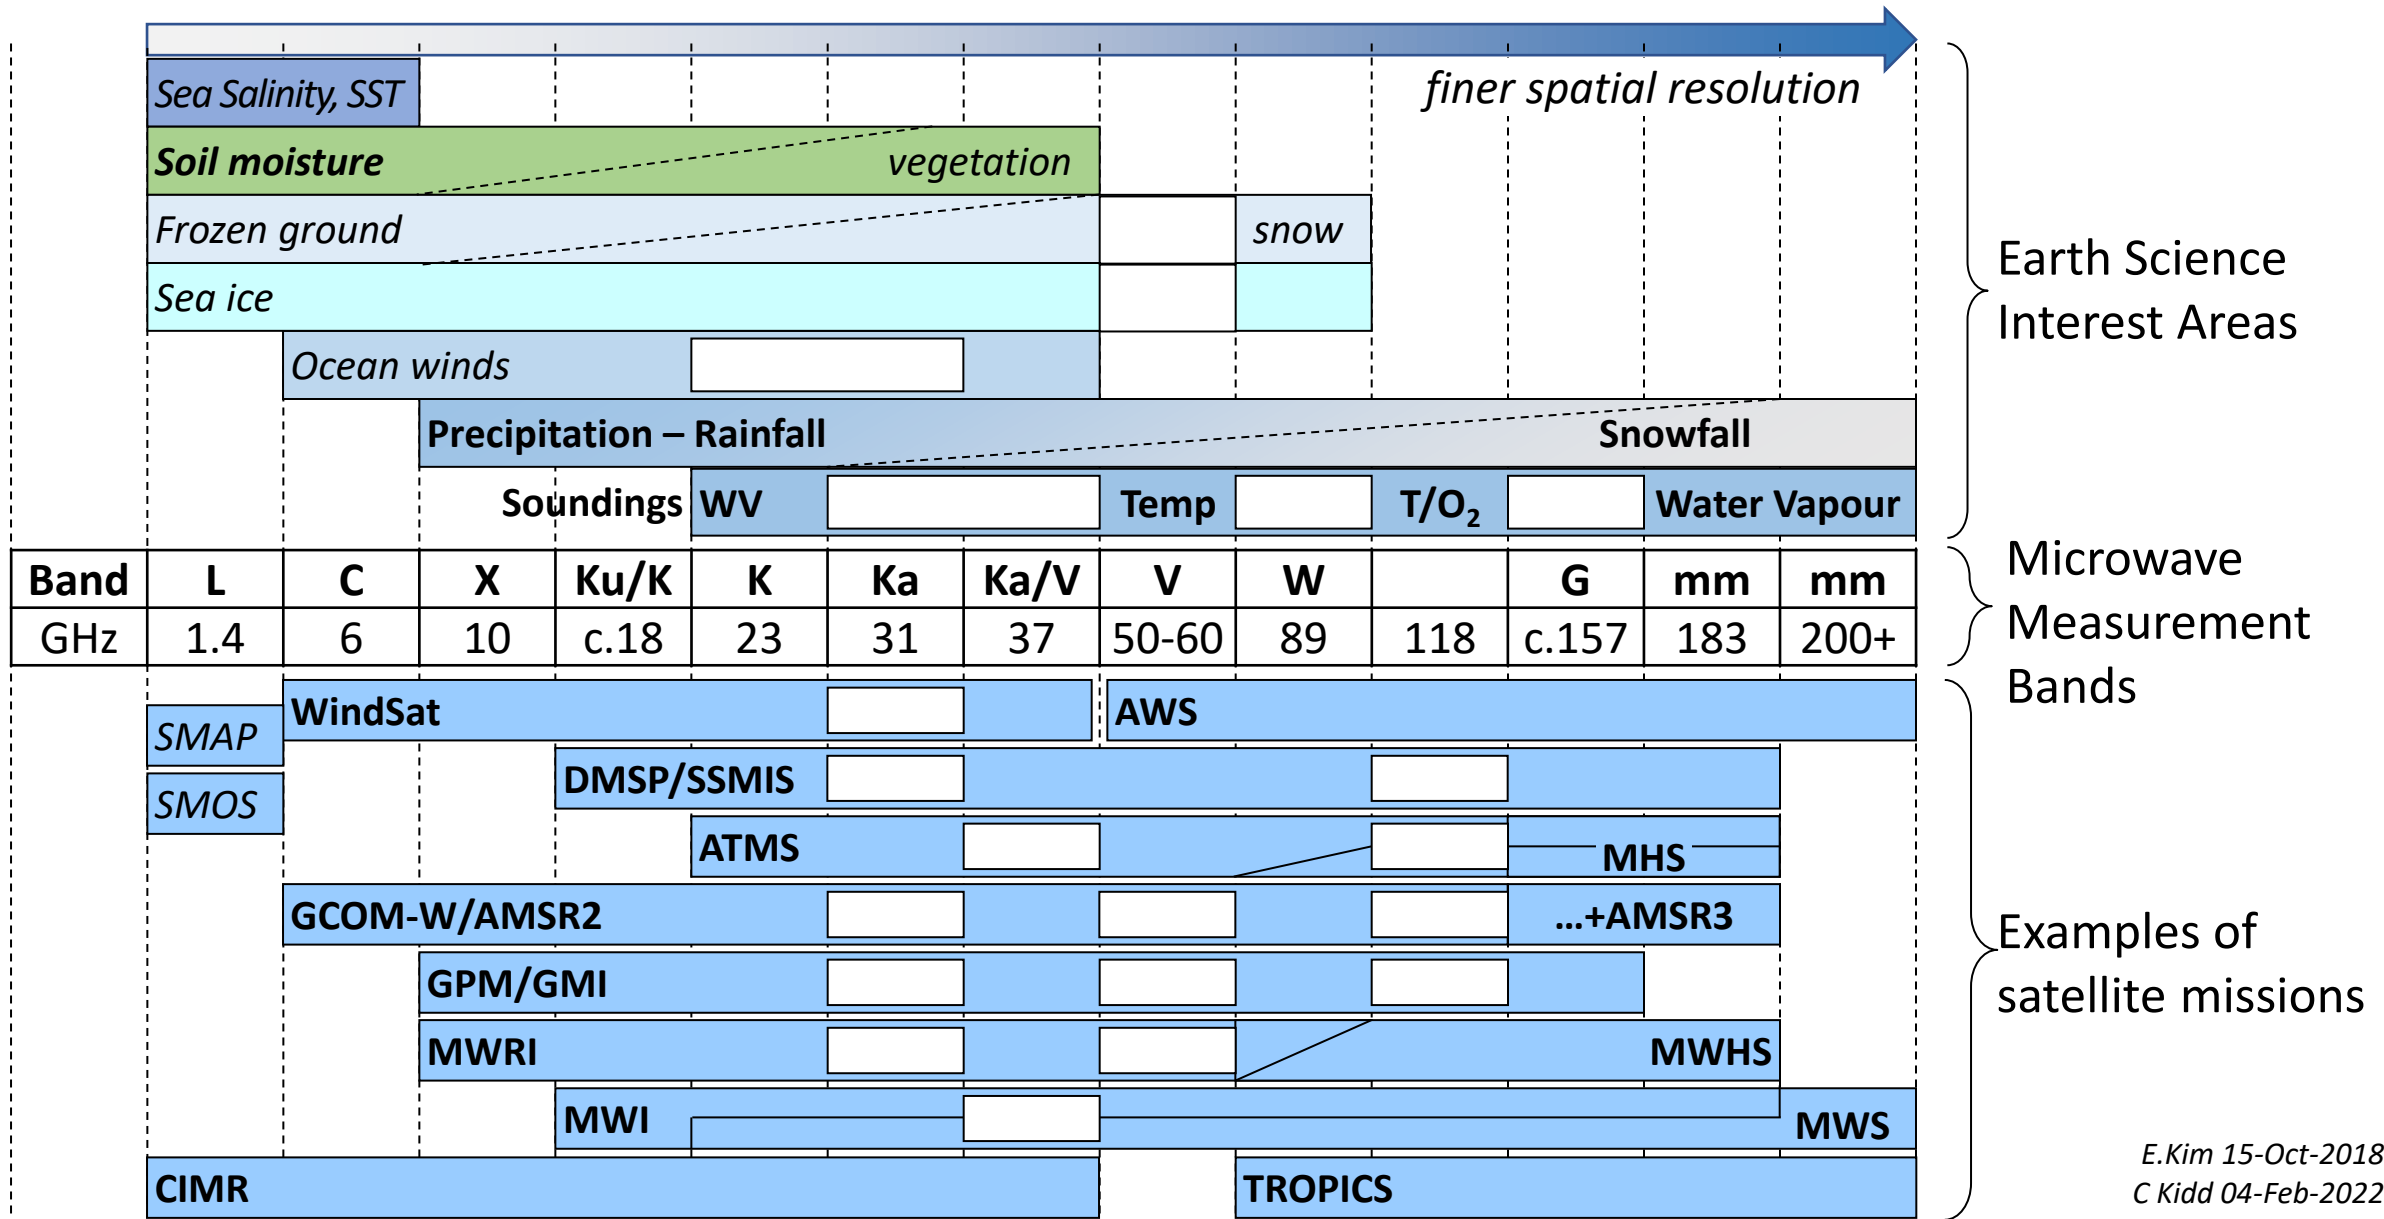 finer spatial resolution
Sea Salinity, SST
Soil moisture
vegetation
Frozen ground
snow
Sea ice
Ocean winds
Precipitation – Rainfall
Snowfall
Soundings
WV
Temp
T/O₂
Water Vapour
Earth Science
Interest Areas
Band L C X Ku/K K Ka Ka/V V W G mm mm
GHz 1.4 6 10 c.18 23 31 37 50-60 89 118 c.157 183 200+
Microwave
Measurement
Bands
WindSat
AWS
SMAP
DMSP/SSMIS
SMOS
ATMS
MHS
GCOM-W/AMSR2
...+AMSR3
GPM/GMI
MWRI
MWHS
MWI
MWS
CIMR
TROPICS
Examples of
satellite missions
E.Kim 15-Oct-2018
C Kidd 04-Feb-2022